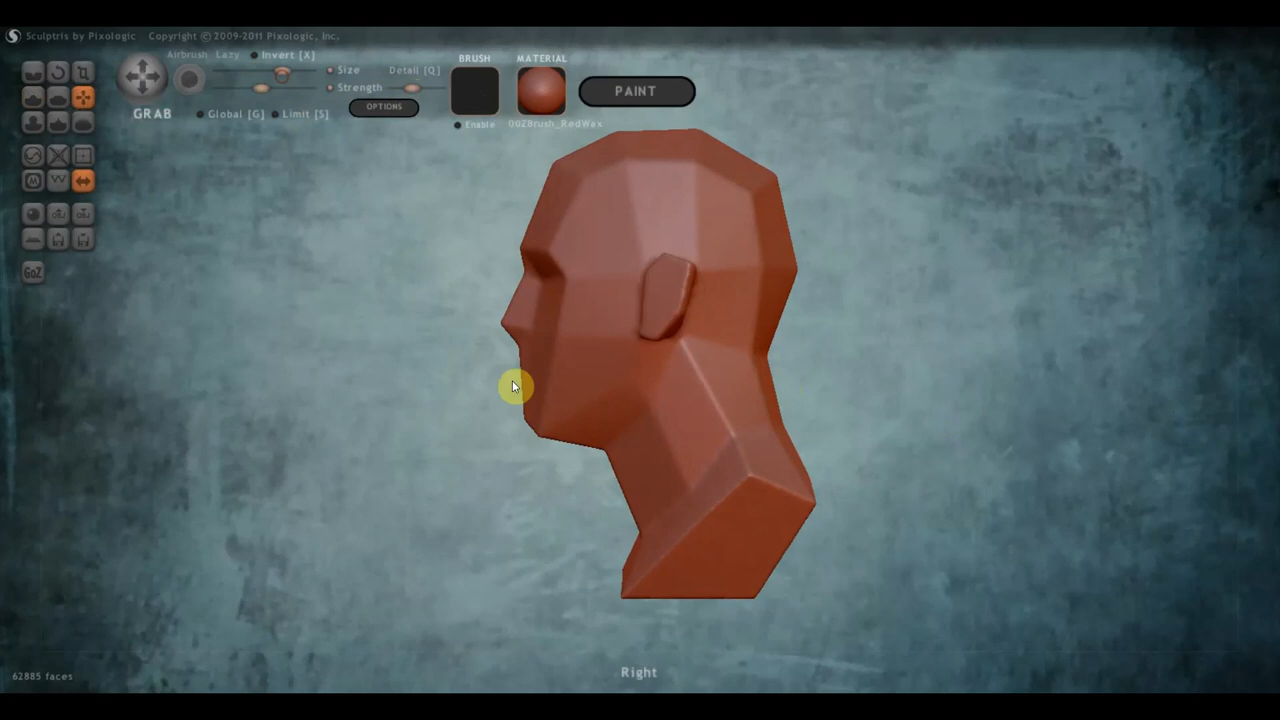 Sculptris by Pixologic Copyright ©2009-2011 Pixologic, Inc.
Airbrush Lazy Invert [X]
BRUSH MATERIAL
Size Detail [Q]
Strength
PAINT
OPTIONS
GRAB Global [G] Limit [S]
Enable 00ZBrush_RedWax
GoZ
62885 faces
Right